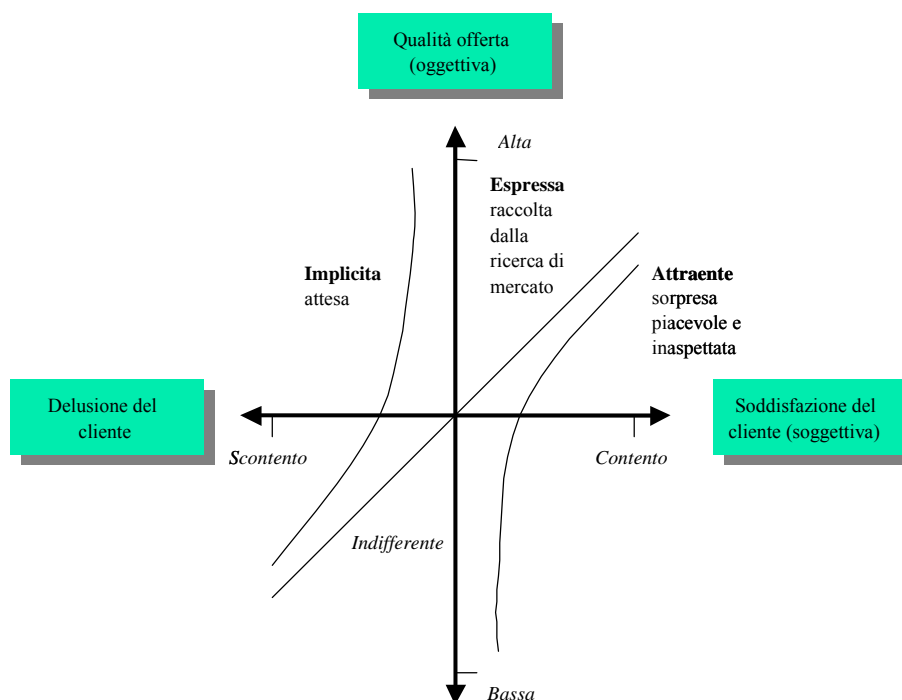 Qualità offerta
(oggettiva)
Alta
Espressa
raccolta
dalla
ricerca di
mercato
Implicita
attesa
Attraente
sorpresa
piacevole e
inaspettata
Delusione del
cliente
Soddisfazione del
cliente (soggettiva)
Scontento
Contento
Indifferente
Bassa